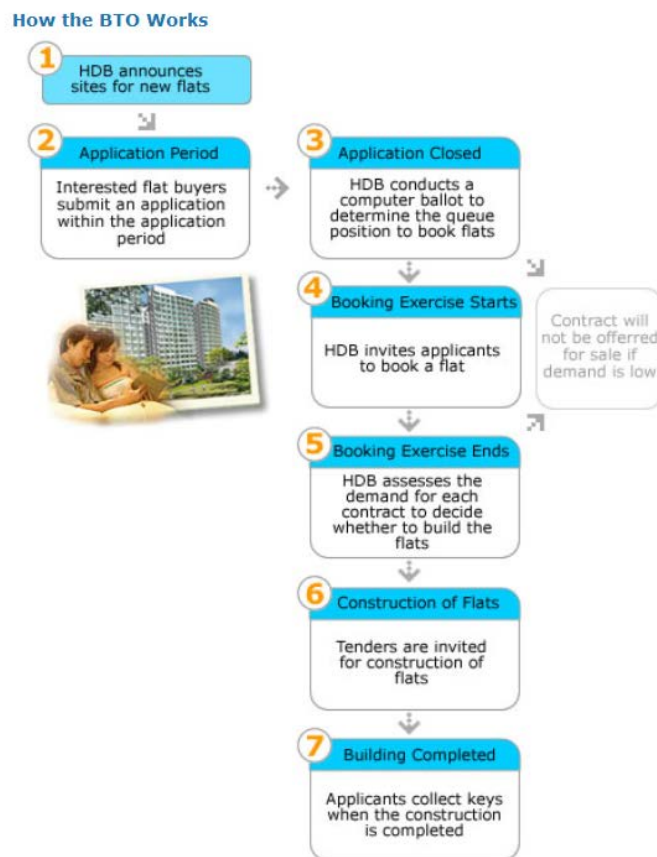 How the BTO Works
1
HDB announces
sites for new flats
2
Application Period
Interested flat buyers
submit an application
within the application
period
3
Application Closed
HDB conducts a
computer ballot to
determine the queue
position to book flats
4
Booking Exercise Starts
HDB invites applicants
to book a flat
Contract will
not be offerred
for sale if
demand is low
5
Booking Exercise Ends
HDB assesses the
demand for each
contract to decide
whether to build the
flats
6
Construction of Flats
Tenders are invited
for construction of
flats
7
Building Completed
Applicants collect keys
when the construction
is completed